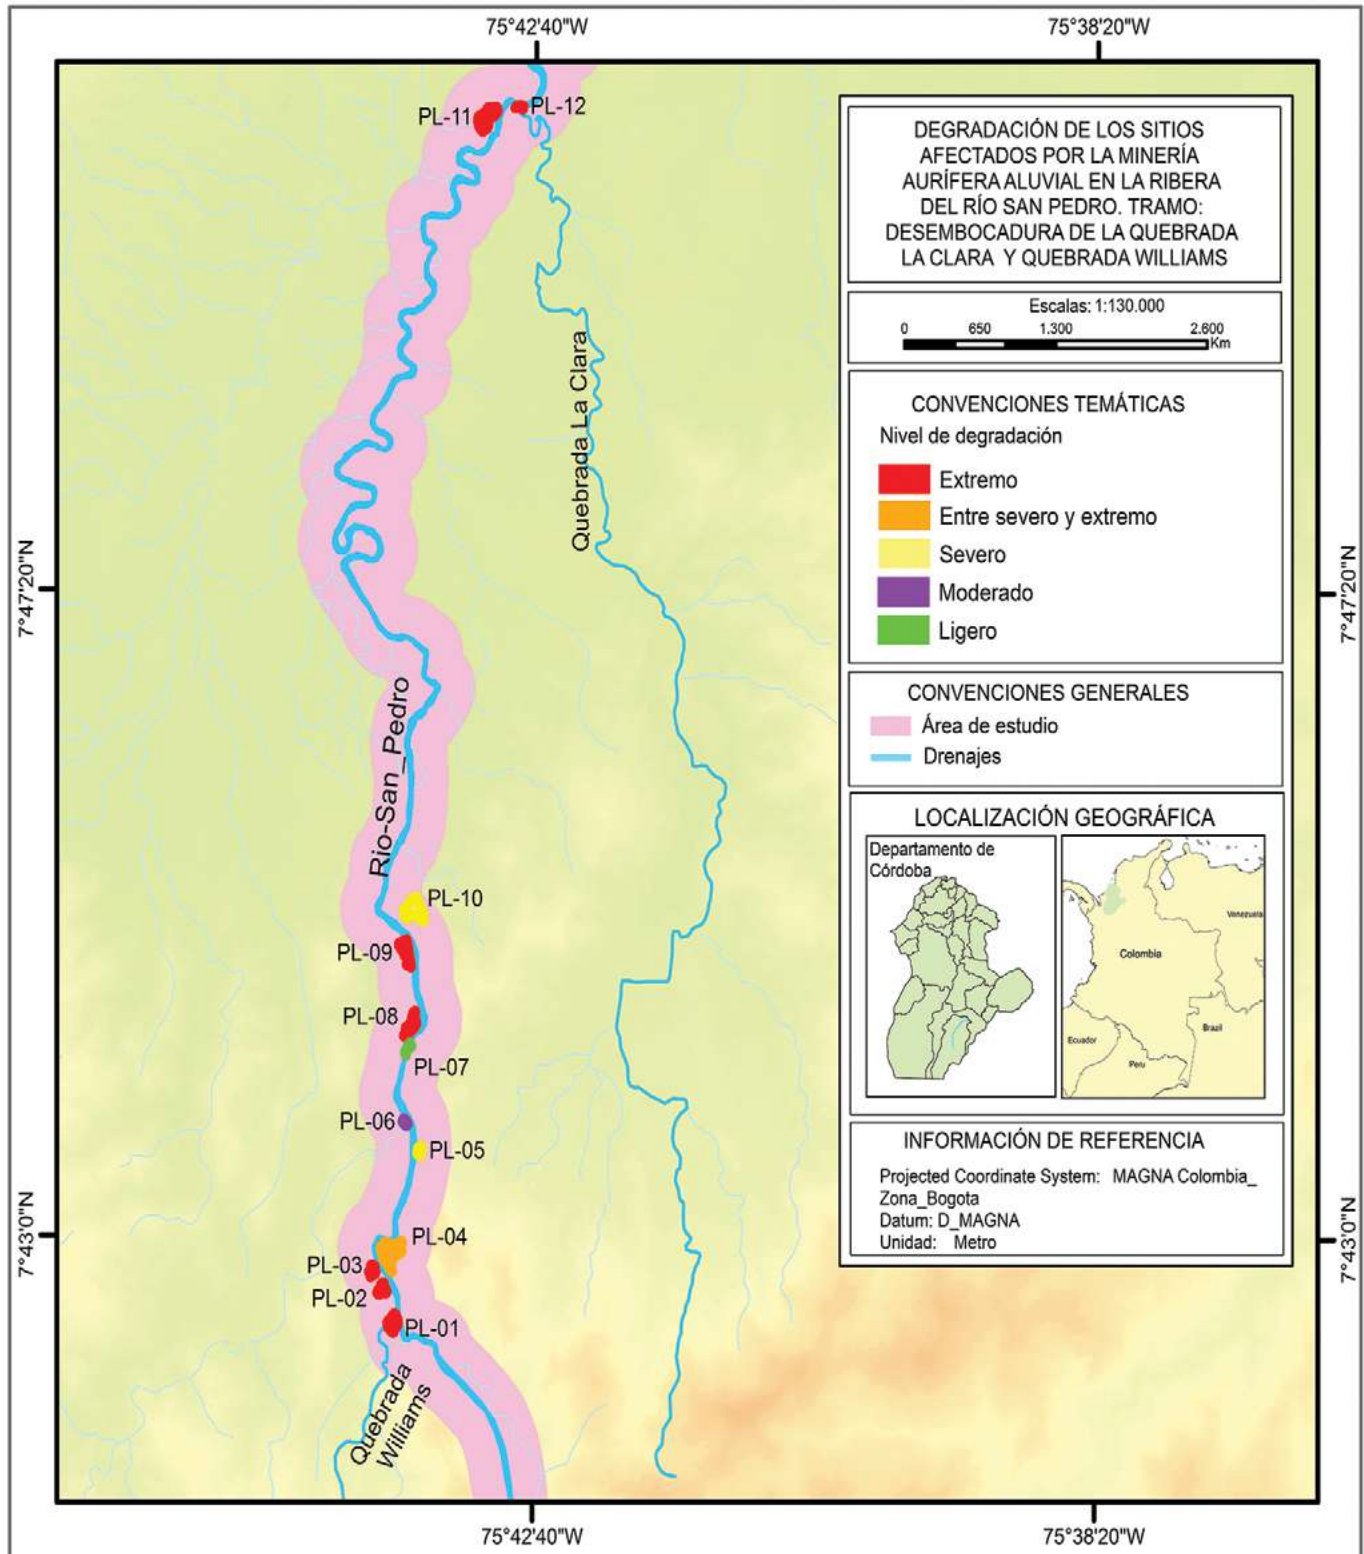 75°42'40"W
75°38'20"W
PL-11
PL-12
DEGRADACIÓN DE LOS SITIOS
AFECTADOS POR LA MINERÍA
AURÍFERA ALUVIAL EN LA RIBERA
DEL RÍO SAN PEDRO. TRAMO:
DESEMBOCADURA DE LA QUEBRADA
LA CLARA Y QUEBRADA WILLIAMS
Escalas: 1:130.000
0 650 1.300 2.600
Km
CONVENCIONES TEMÁTICAS
Nivel de degradación
Extremo
Entre severo y extremo
Severo
Moderado
Ligero
CONVENCIONES GENERALES
Área de estudio
Drenajes
LOCALIZACIÓN GEOGRÁFICA
Departamento de
Córdoba
Venezuela
Colombia
Ecuador
Brazil
Peru
INFORMACIÓN DE REFERENCIA
Projected Coordinate System: MAGNA Colombia_
Zona_Bogota
Datum: D_MAGNA
Unidad: Metro
Quebrada La Clara
7°47'20"N
7°47'20"N
Rio-San_Pedro
PL-10
PL-09
PL-08
PL-07
PL-06
PL-05
7°43'0"N
7°43'0"N
PL-04
PL-03
PL-02
PL-01
Quebrada
Williams
75°42'40"W
75°38'20"W